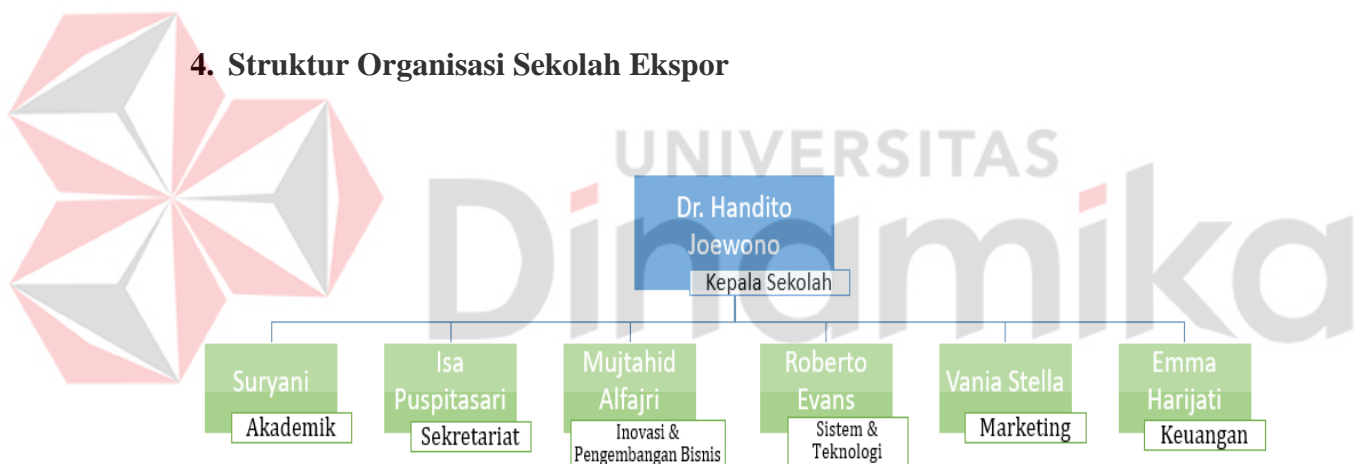 4. Struktur Organisasi Sekolah Ekspor
UNIVERSITAS
Dinamika
Dr. Handito
Joewono
Kepala Sekolah
Suryani
Akademik
Isa
Puspitasari
Sekretariat
Mujtahid
Alfajri
Inovasi &
Pengembangan Bisnis
Roberto
Evans
Sistem &
Teknologi
Vania Stella
Marketing
Emma
Harijati
Keuangan